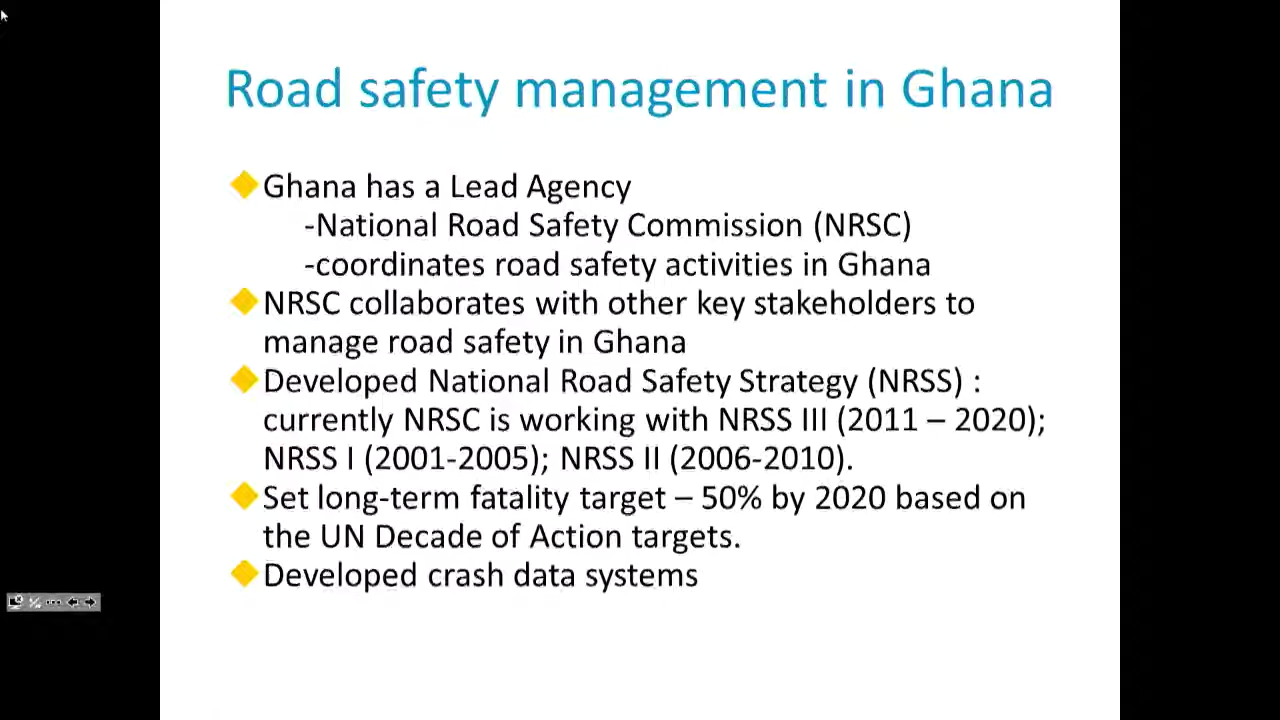 Road safety management in Ghana
Ghana has a Lead Agency
-National Road Safety Commission (NRSC)
-coordinates road safety activities in Ghana
NRSC collaborates with other key stakeholders to
manage road safety in Ghana
Developed National Road Safety Strategy (NRSS) :
currently NRSC is working with NRSS III (2011 – 2020);
NRSS I (2001-2005); NRSS II (2006-2010).
Set long-term fatality target – 50% by 2020 based on
the UN Decade of Action targets.
Developed crash data systems